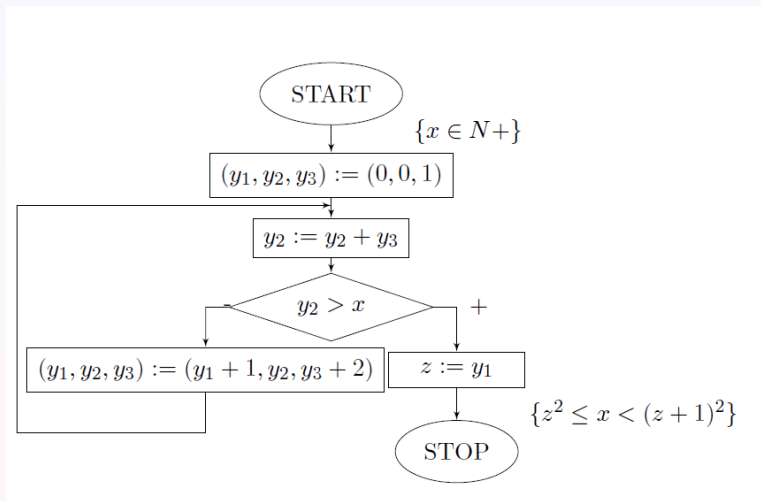 START
{x ∈ N+}
(y₁, y₂, y₃) := (0, 0, 1)
y₂ := y₂ + y₃
y₂ > x
-
+
(y₁, y₂, y₃) := (y₁ + 1, y₂, y₃ + 2)
z := y₁
{z² ≤ x < (z + 1)²}
STOP